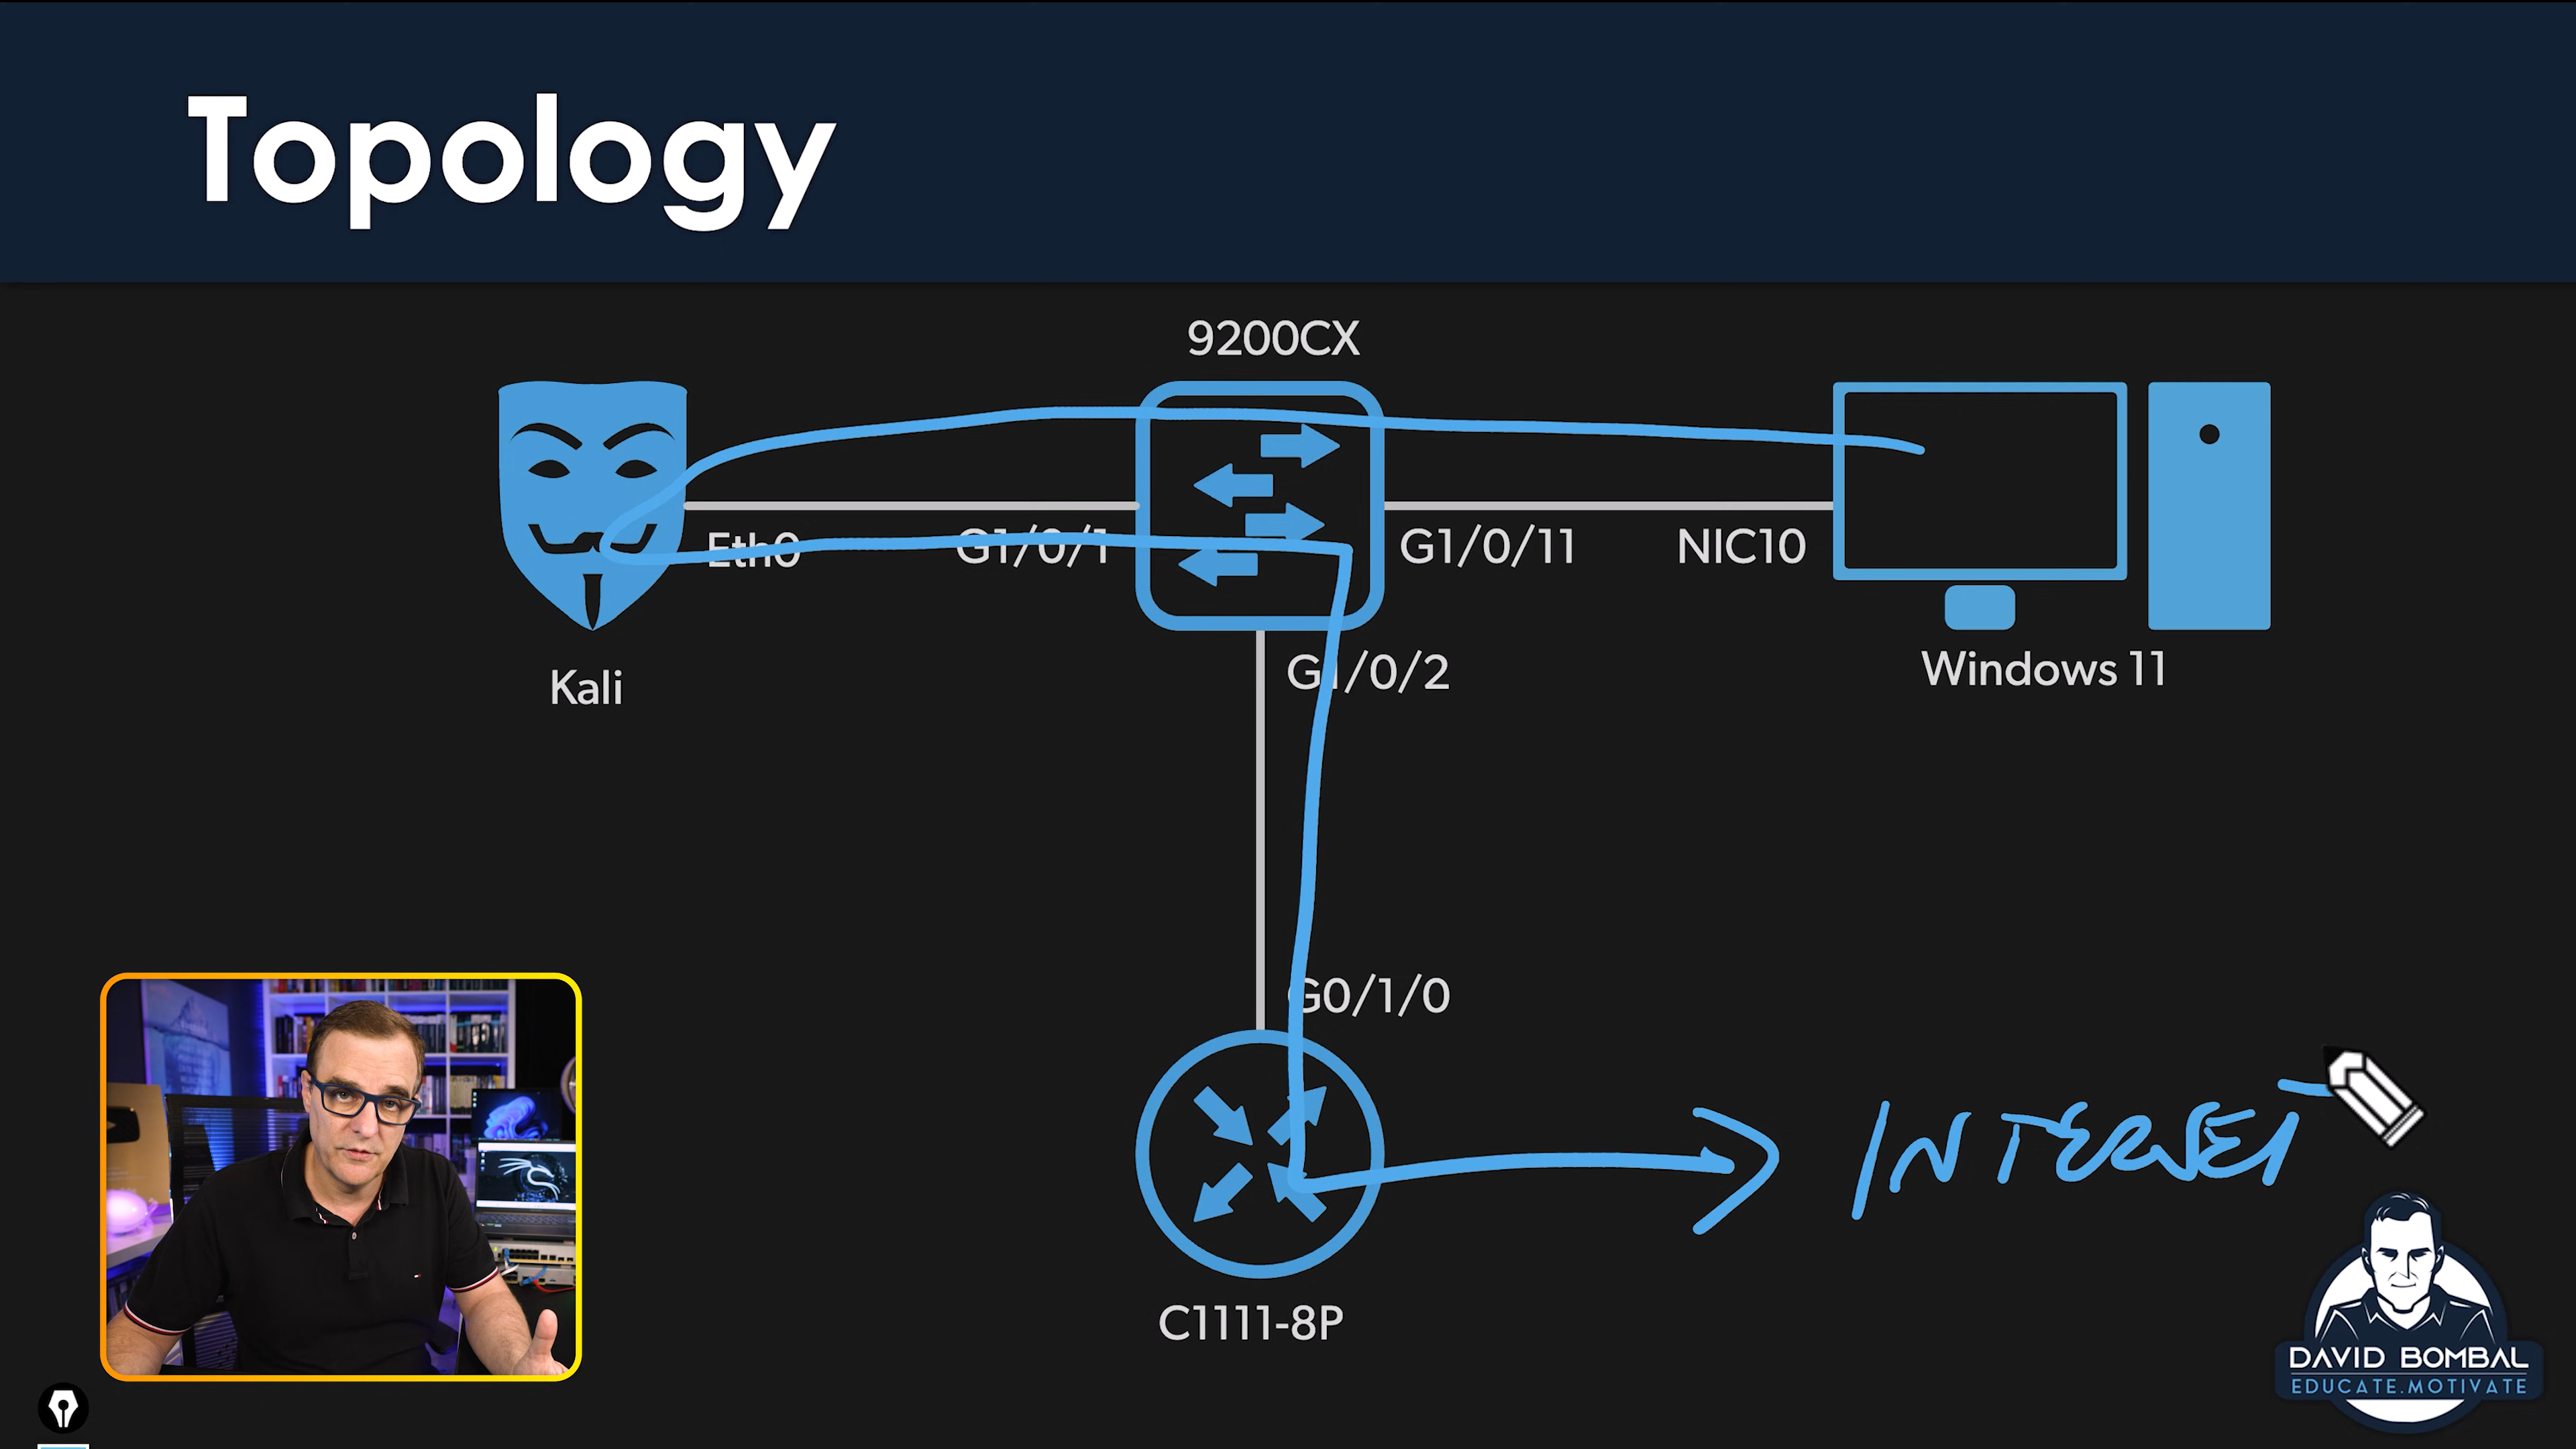 Topology
9200CX
Eth0
G1/0/1
G1/0/11
NIC10
Kali
G1/0/2
Windows 11
G0/1/0
INTERNET
C1111-8P
DAVID BOMBAL
EDUCATE.MOTIVATE